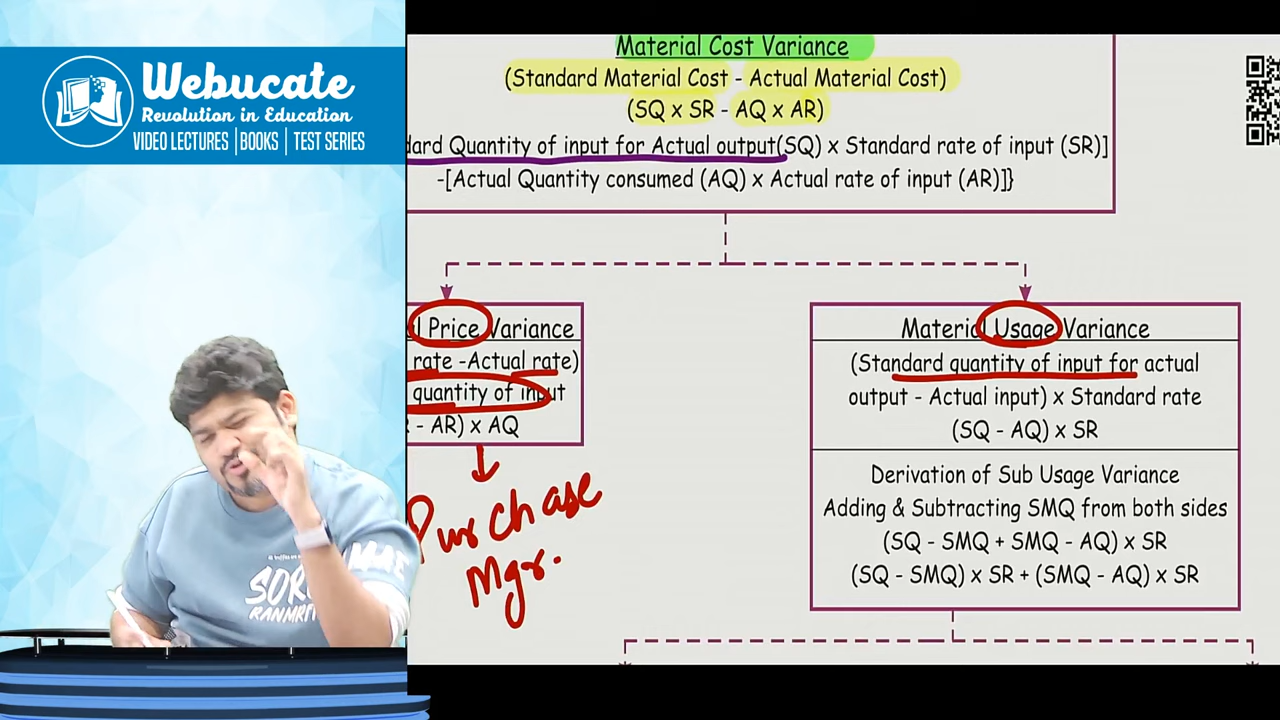 Webucate
Revolution in Education
VIDEO LECTURES | BOOKS | TEST SERIES
Material Cost Variance
(Standard Material Cost - Actual Material Cost)
(SQ x SR - AQ x AR)
dard Quantity of input for Actual output(SQ) x Standard rate of input (SR)]
-[Actual Quantity consumed (AQ) x Actual rate of input (AR)]}
l Price Variance
rate -Actual rate)
quantity of input
- AR) x AQ
Purchase
Mgr.
Material Usage Variance
(Standard quantity of input for actual
output - Actual input) x Standard rate
(SQ - AQ) x SR
Derivation of Sub Usage Variance
Adding & Subtracting SMQ from both sides
(SQ - SMQ + SMQ - AQ) x SR
(SQ - SMQ) x SR + (SMQ - AQ) x SR